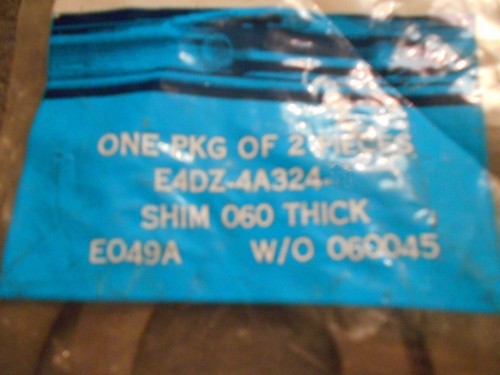 ONE PKG OF 2 PIECES
E4DZ-4A324-
SHIM 060 THICK
E049A W/O 060045